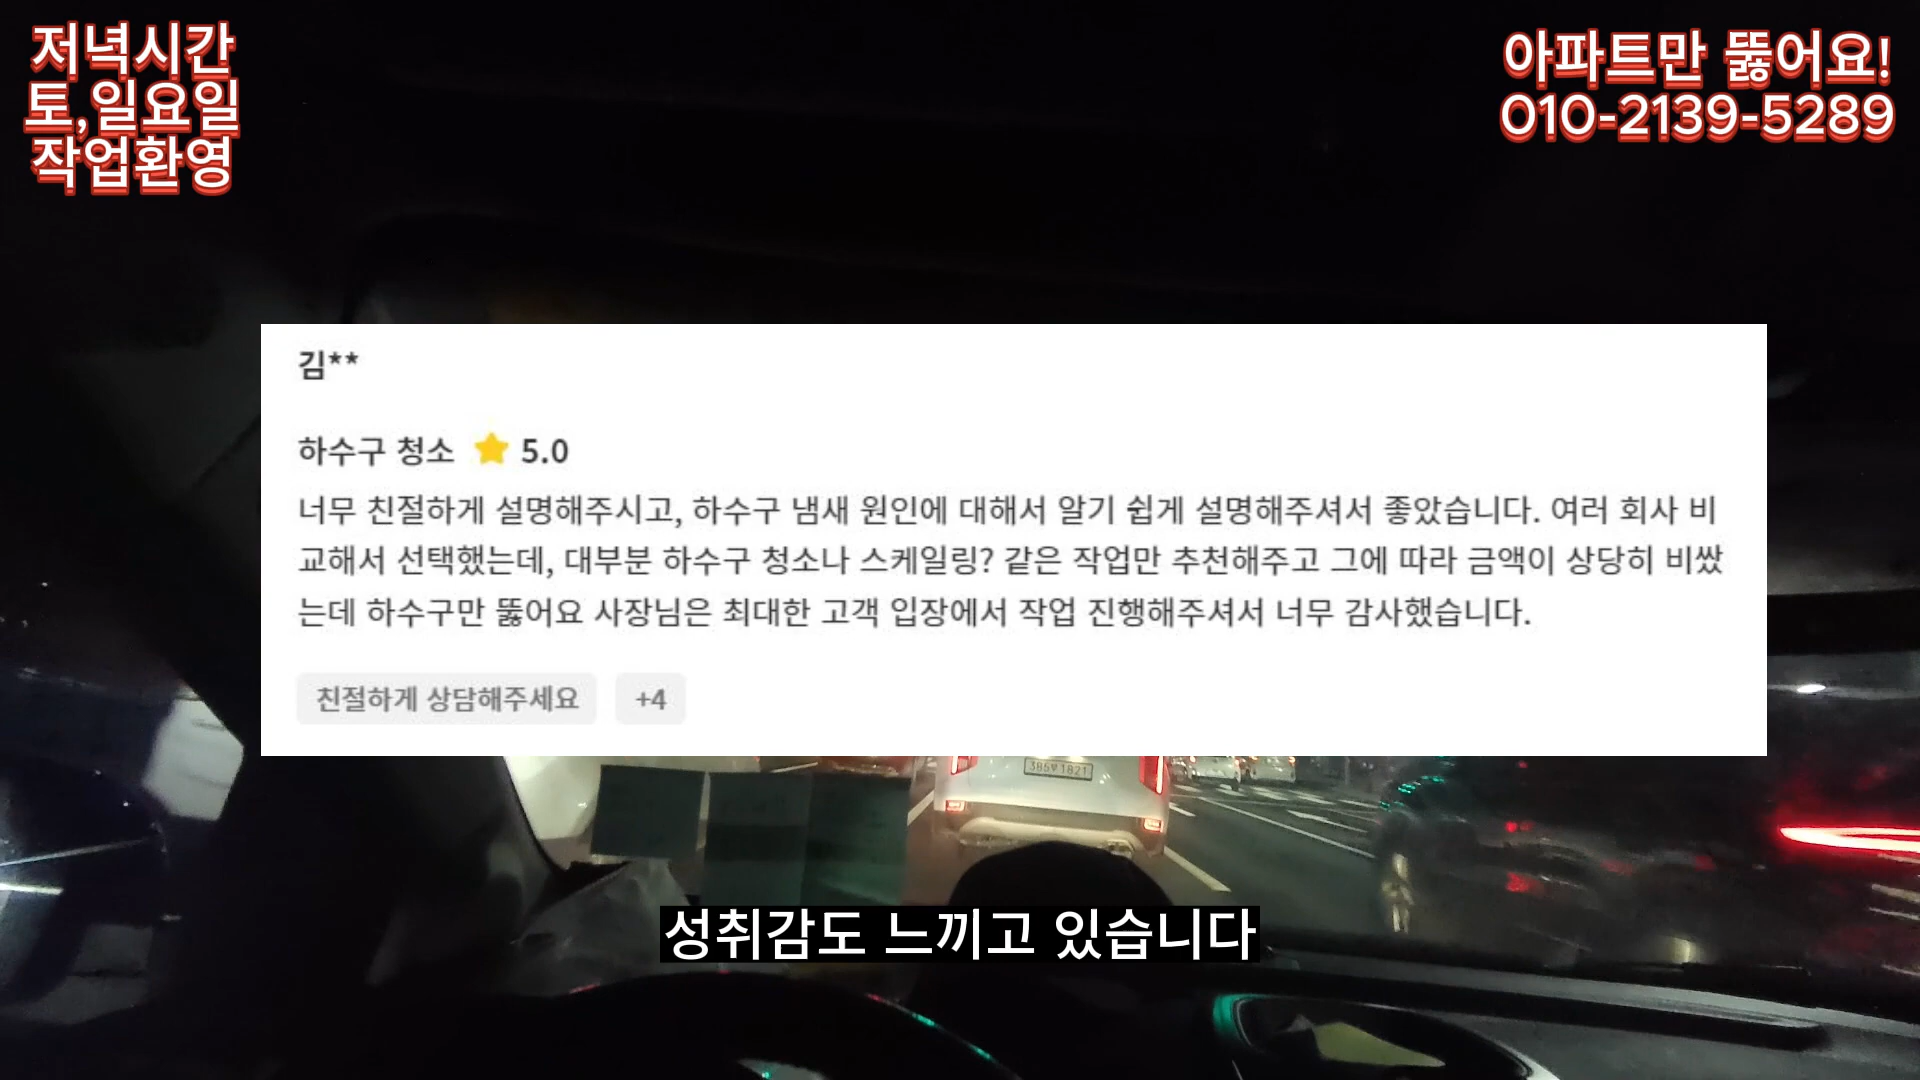 저녁시간
토,일요일
작업환영
아파트만 뚫어요!
010-2139-5289
김**
하수구 청소 5.0
너무 친절하게 설명해주시고, 하수구 냄새 원인에 대해서 알기 쉽게 설명해주셔서 좋았습니다. 여러 회사 비
교해서 선택했는데, 대부분 하수구 청소나 스케일링? 같은 작업만 추천해주고 그에 따라 금액이 상당히 비쌌
는데 하수구만 뚫어요 사장님은 최대한 고객 입장에서 작업 진행해주셔서 너무 감사했습니다.
친절하게 상담해주세요
+4
성취감도 느끼고 있습니다